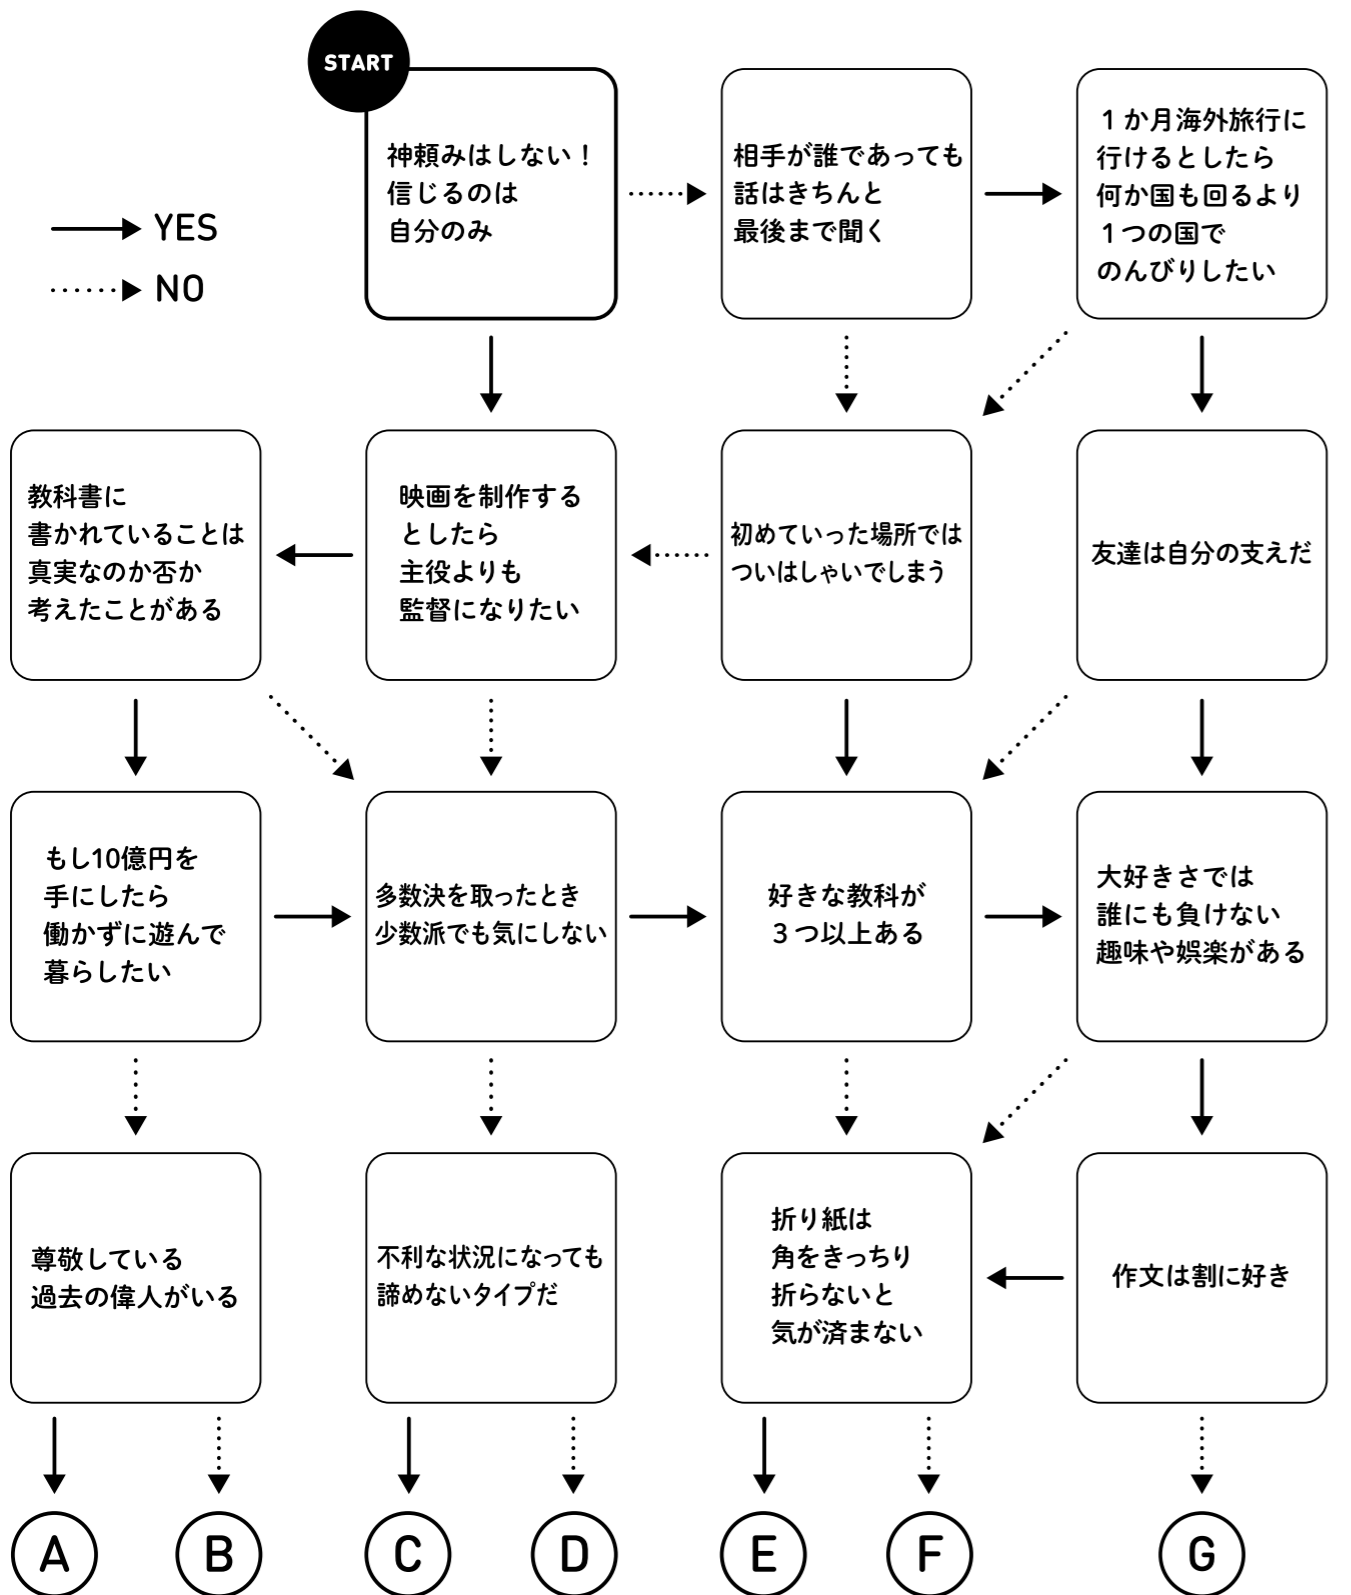 START
神頼みはしない！
信じるのは
自分のみ
相手が誰であっても
話はきちんと
最後まで聞く
１か月海外旅行に
行けるとしたら
何か国も回るより
１つの国で
のんびりしたい
YES
NO
教科書に
書かれていることは
真実なのか否か
考えたことがある
映画を制作する
としたら
主役よりも
監督になりたい
初めていった場所では
ついはしゃいでしまう
友達は自分の支えだ
もし10億円を
手にしたら
働かずに遊んで
暮らしたい
多数決を取ったとき
少数派でも気にしない
好きな教科が
３つ以上ある
大好きさでは
誰にも負けない
趣味や娯楽がある
尊敬している
過去の偉人がいる
不利な状況になっても
諦めないタイプだ
折り紙は
角をきっちり
折らないと
気が済まない
作文は割に好き
A
B
C
D
E
F
G